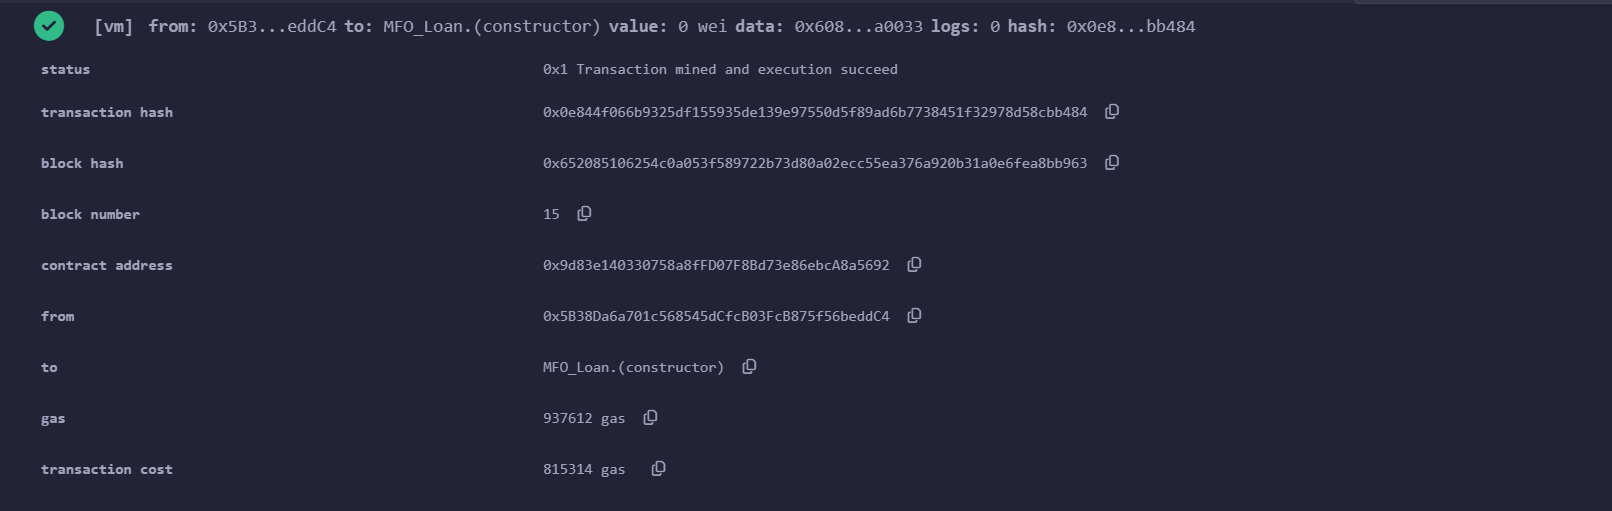 [vm] from: 0x5B3...eddC4 to: MFO_Loan.(constructor) value: 0 wei data: 0x608...a0033 logs: 0 hash: 0x0e8...bb484
status 0x1 Transaction mined and execution succeed
transaction hash 0x0e844f066b9325df155935de139e97550d5f89ad6b7738451f32978d58cbb484
block hash 0x652085106254c0a053f589722b73d80a02ecc55ea376a920b31a0e6fea8bb963
block number 15
contract address 0x9d83e140330758a8fFD07F8Bd73e86ebcA8a5692
from 0x5B38Da6a701c568545dCfcB03FcB875f56beddC4
to MFO_Loan.(constructor)
gas 937612 gas
transaction cost 815314 gas